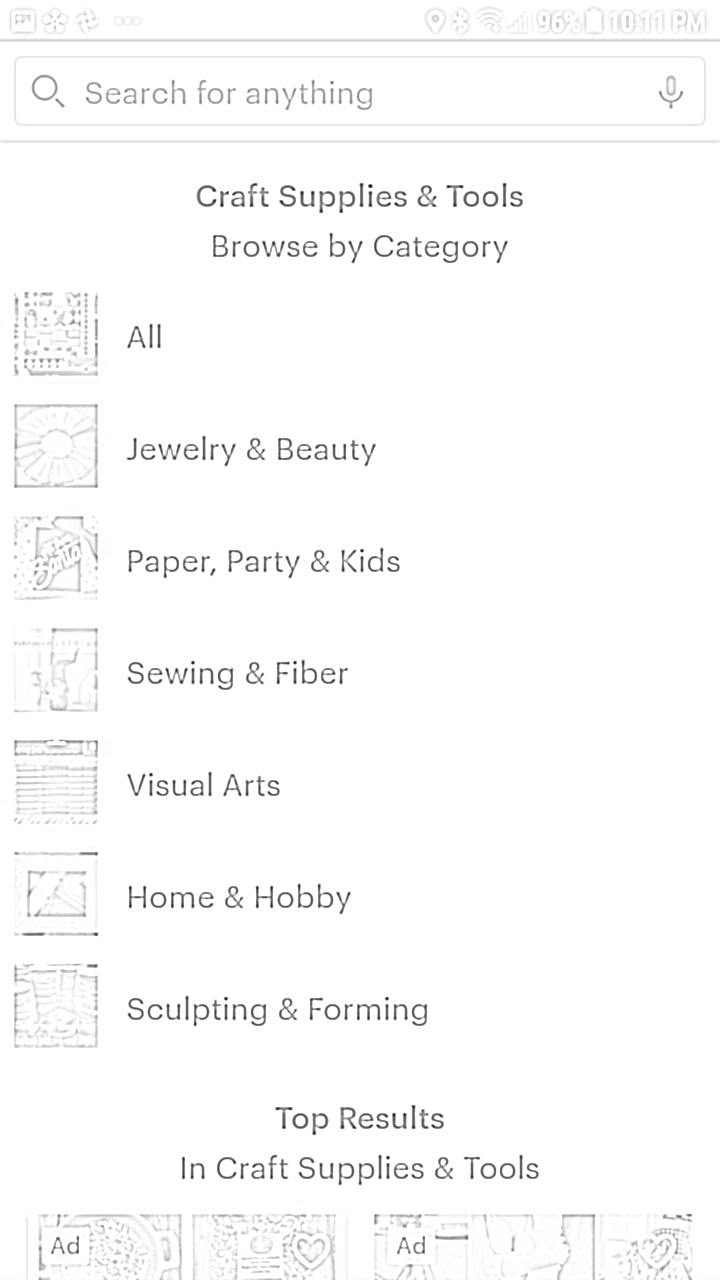 96% 10:11 PM
Search for anything
Craft Supplies & Tools
Browse by Category
All
Jewelry & Beauty
Paper, Party & Kids
Sewing & Fiber
Visual Arts
Home & Hobby
Sculpting & Forming
Top Results
In Craft Supplies & Tools
Ad
Ad